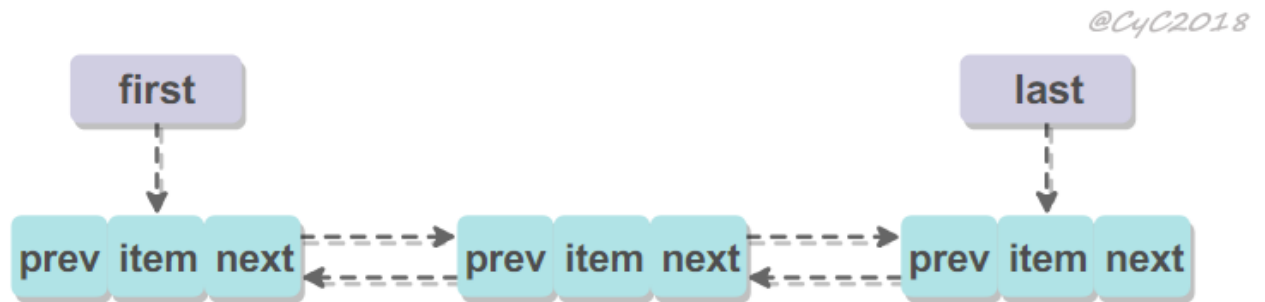 @CyC2018
first last
prev item next prev item next prev item next